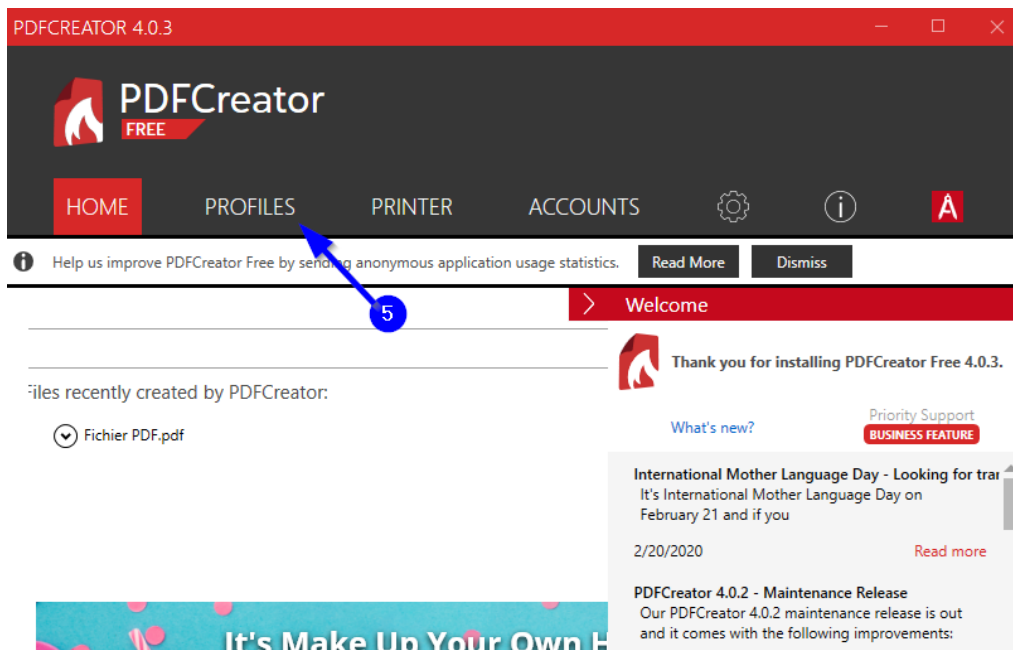 PDFCREATOR 4.0.3
PDFCreator
FREE
HOME PROFILES PRINTER ACCOUNTS
Help us improve PDFCreator Free by sending anonymous application usage statistics. Read More Dismiss
5
Welcome
Thank you for installing PDFCreator Free 4.0.3.
Files recently created by PDFCreator:
Fichier PDF.pdf
What's new?
Priority Support
BUSINESS FEATURE
International Mother Language Day - Looking for tran
It's International Mother Language Day on
February 21 and if you
2/20/2020 Read more
PDFCreator 4.0.2 - Maintenance Release
Our PDFCreator 4.0.2 maintenance release is out
and it comes with the following improvements:
It's Make Up Your Own H